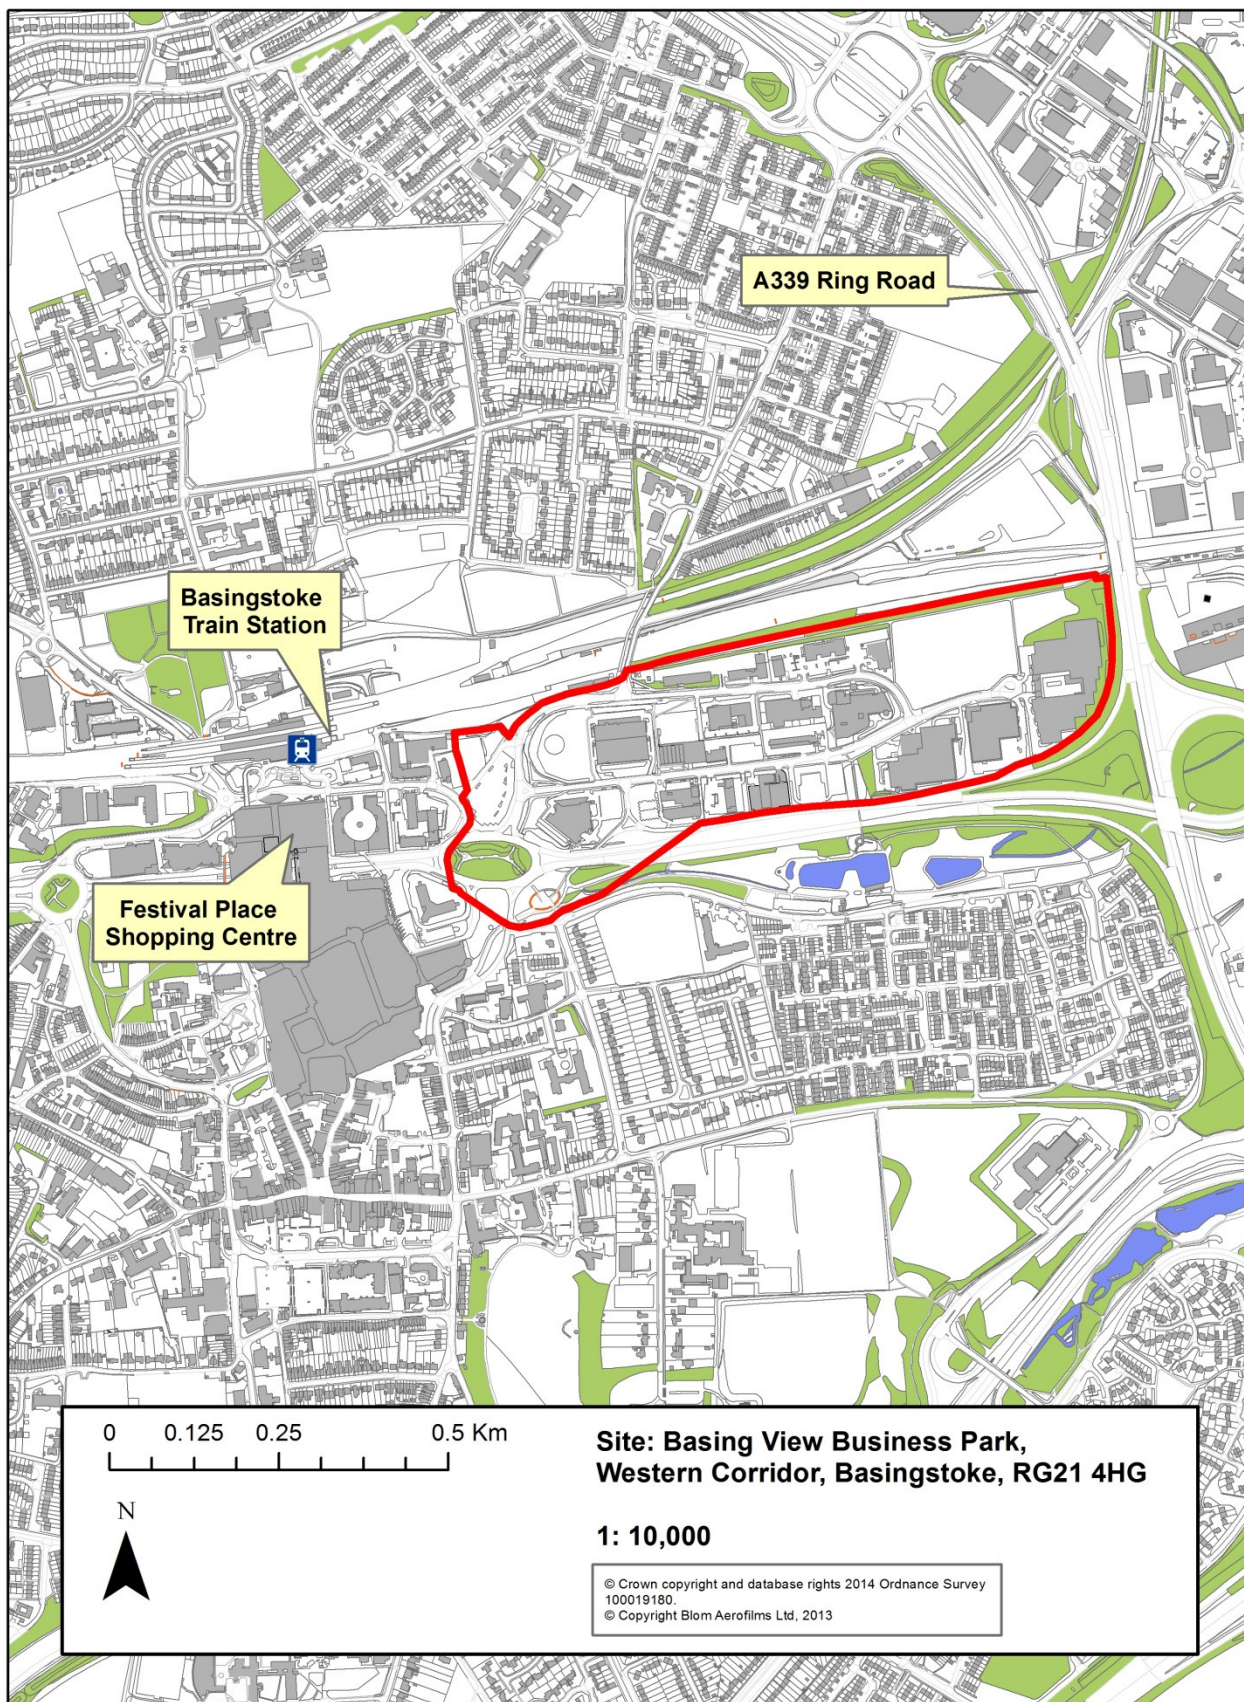 A339 Ring Road
Basingstoke
Train Station
Festival Place
Shopping Centre
0 0.125 0.25 0.5 Km
N
Site: Basing View Business Park,
Western Corridor, Basingstoke, RG21 4HG
1: 10,000
© Crown copyright and database rights 2014 Ordnance Survey
100019180.
© Copyright Blom Aerofilms Ltd, 2013